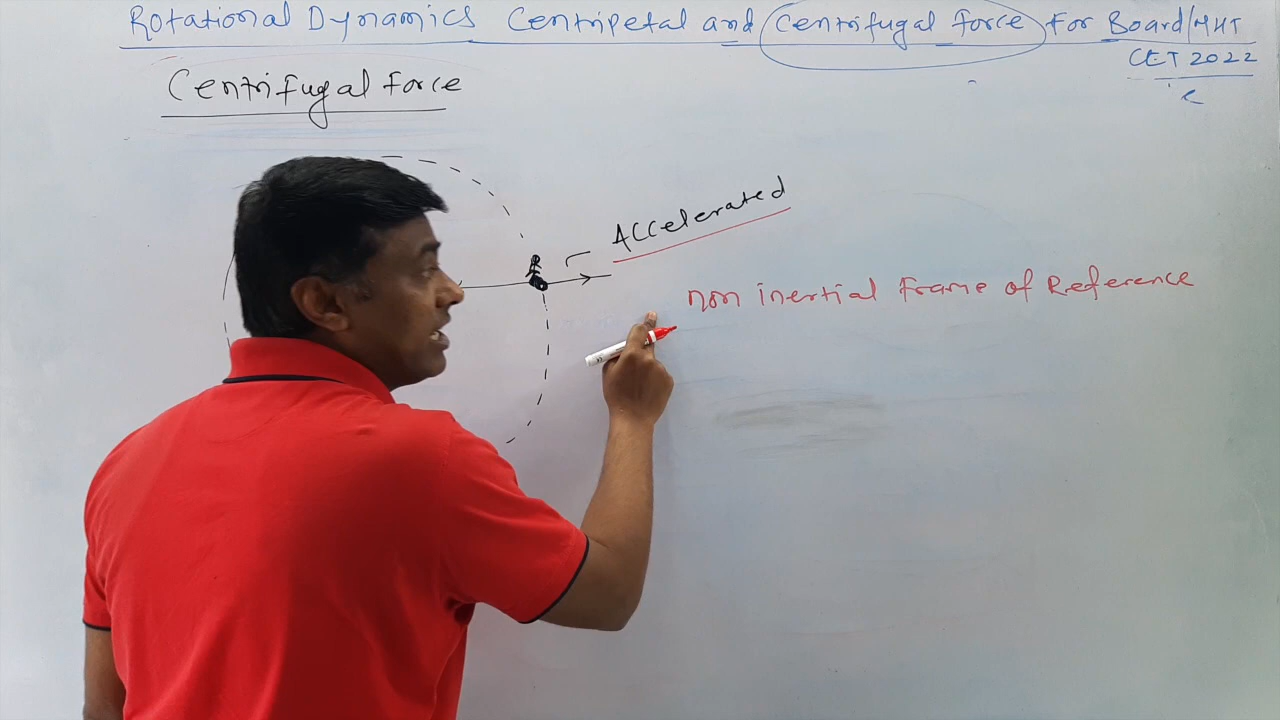 Rotational Dynamics Centripetal and Centrifugal force For Board/MHT
CET 2022
Centrifugal Force
Accelerated
non inertial Frame of Reference